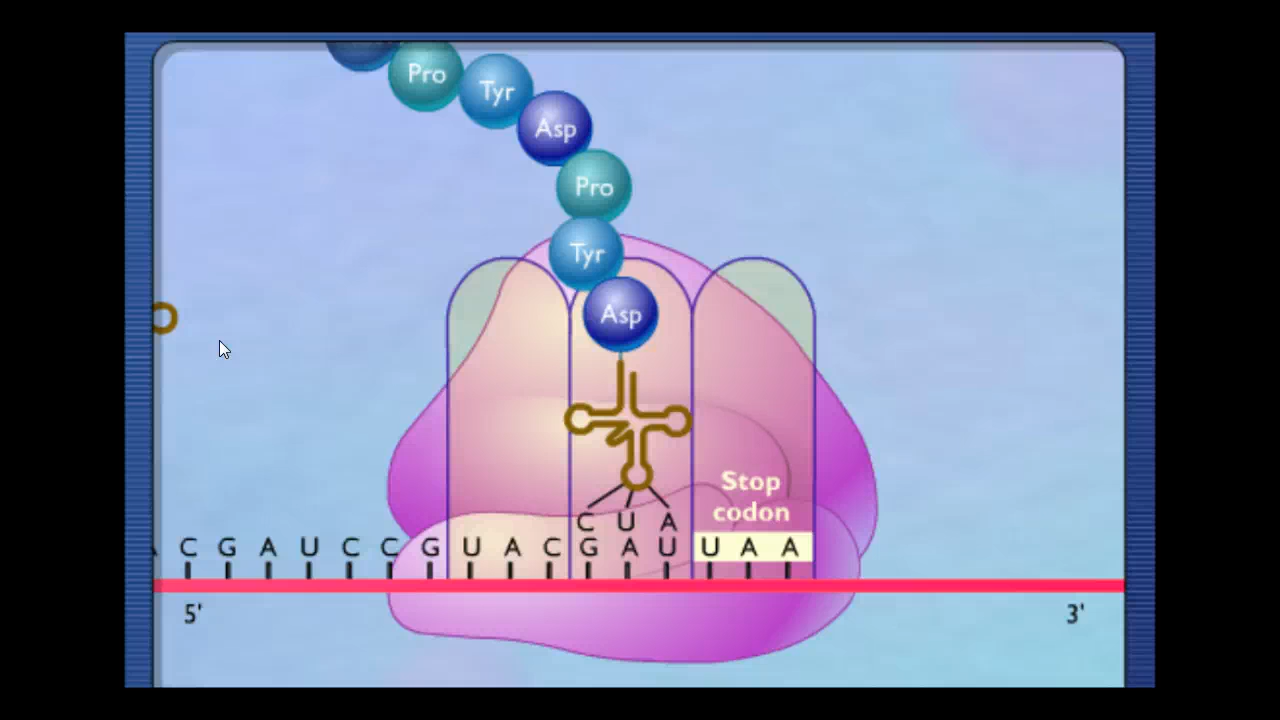 Pro
Tyr
Asp
Pro
Tyr
Asp
Stop
codon
C U A
C G A U C C G U A C G A U U A A
5' 3'